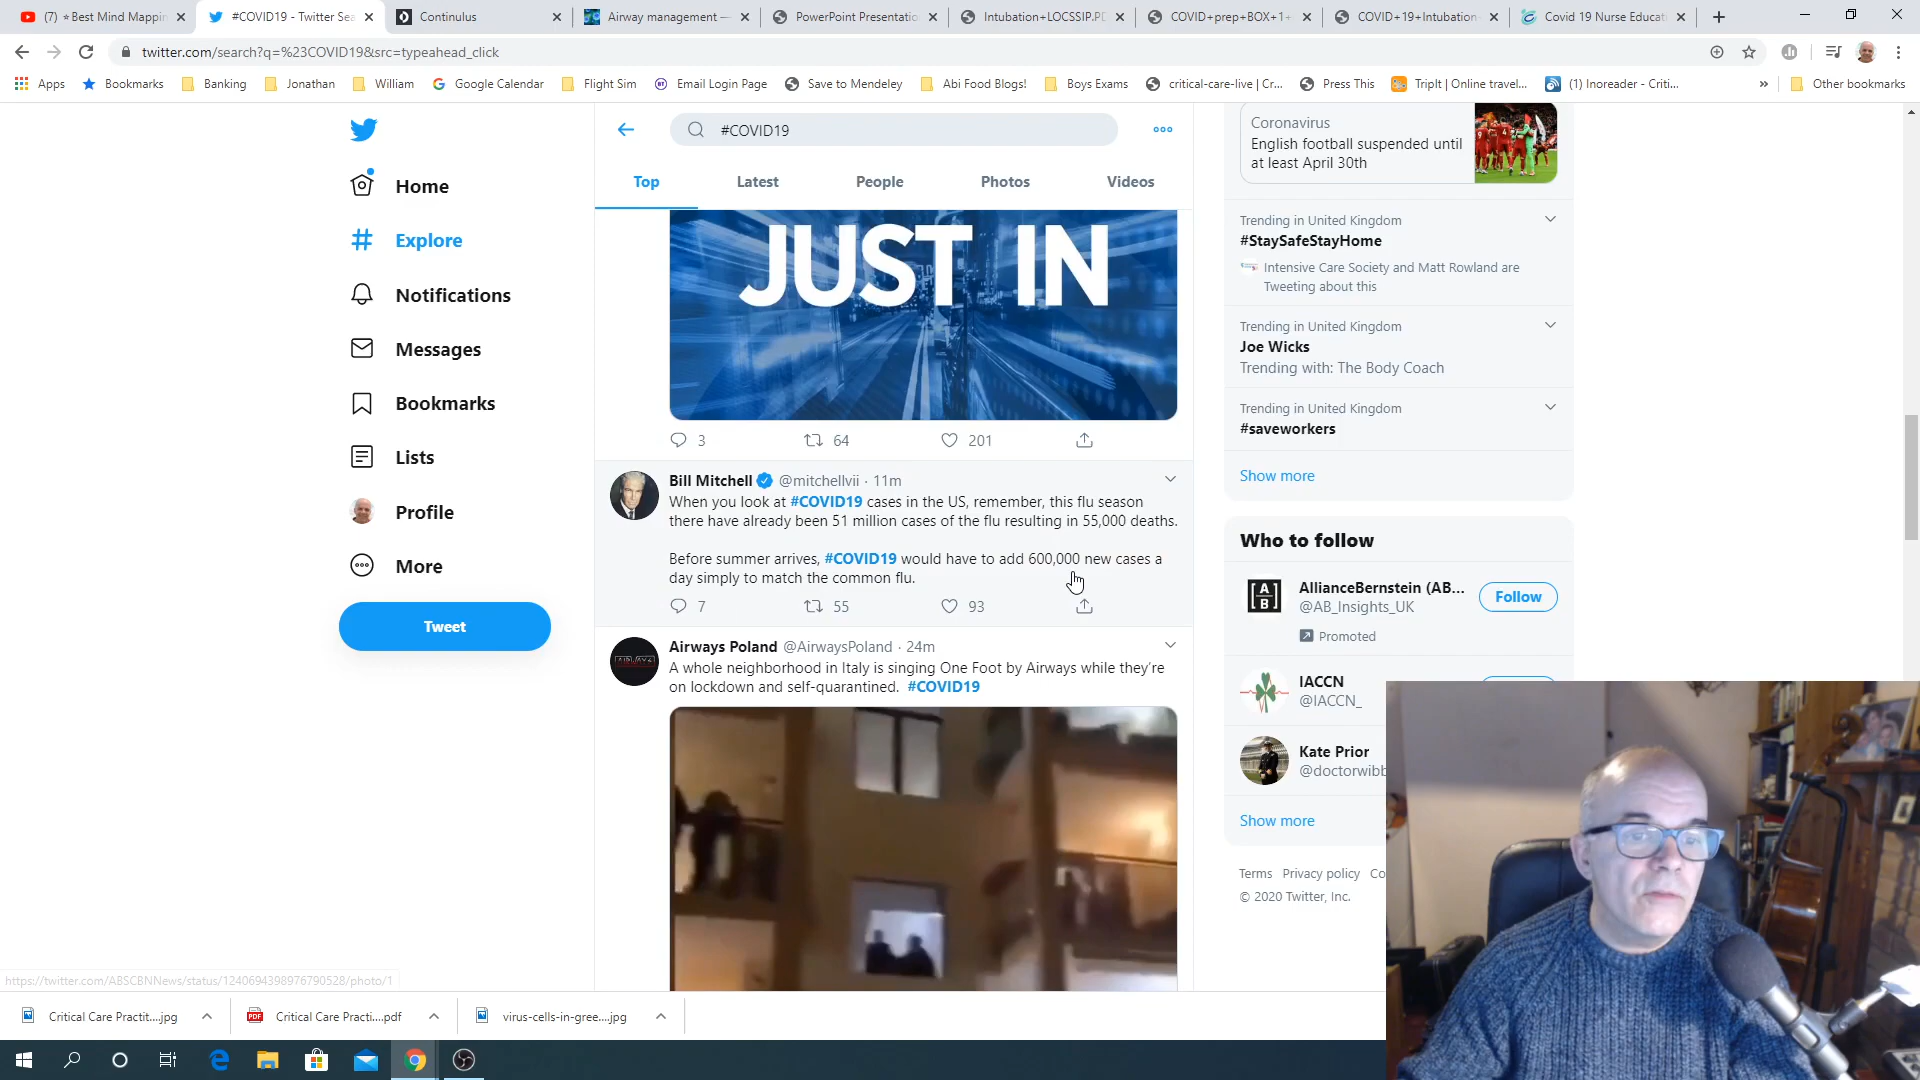 (7) ⭐Best Mind Mappin
#COVID19 - Twitter Sea
Continulus
Airway management –
PowerPoint Presentatio
Intubation+LOCSSIP.PD
COVID+prep+BOX+1+
COVID+19+Intubation
Covid 19 Nurse Educat
twitter.com/search?q=%23COVID19&src=typeahead_click
Apps
Bookmarks
Banking
Jonathan
William
Google Calendar
Flight Sim
Email Login Page
Save to Mendeley
Abi Food Blogs!
Boys Exams
critical-care-live | Cr...
Press This
TripIt | Online travel...
(1) Inoreader - Criti...
»
Other bookmarks
Home
Explore
Notifications
Messages
Bookmarks
Lists
Profile
More
Tweet
#COVID19
Top
Latest
People
Photos
Videos
JUST IN
3
64
201
Bill Mitchell @mitchellvii · 11m
When you look at #COVID19 cases in the US, remember, this flu season
there have already been 51 million cases of the flu resulting in 55,000 deaths.
Before summer arrives, #COVID19 would have to add 600,000 new cases a
day simply to match the common flu.
7
55
93
AIRWAYS
Airways Poland @AirwaysPoland · 24m
A whole neighborhood in Italy is singing One Foot by Airways while they're
on lockdown and self-quarantined. #COVID19
Coronavirus
English football suspended until
at least April 30th
Trending in United Kingdom
#StaySafeStayHome
Intensive Care Society and Matt Rowland are
Tweeting about this
Trending in United Kingdom
Joe Wicks
Trending with: The Body Coach
Trending in United Kingdom
#saveworkers
Show more
Who to follow
[A/B]
AllianceBernstein (AB...
@AB_Insights_UK
Promoted
Follow
IACCN
@IACCN_
Kate Prior
@doctorwibb
Show more
Terms Privacy policy Co
© 2020 Twitter, Inc.
https://twitter.com/ABSCBNNews/status/1240694398976790528/photo/1
Critical Care Practit....jpg
Critical Care Practi....pdf
virus-cells-in-gree....jpg